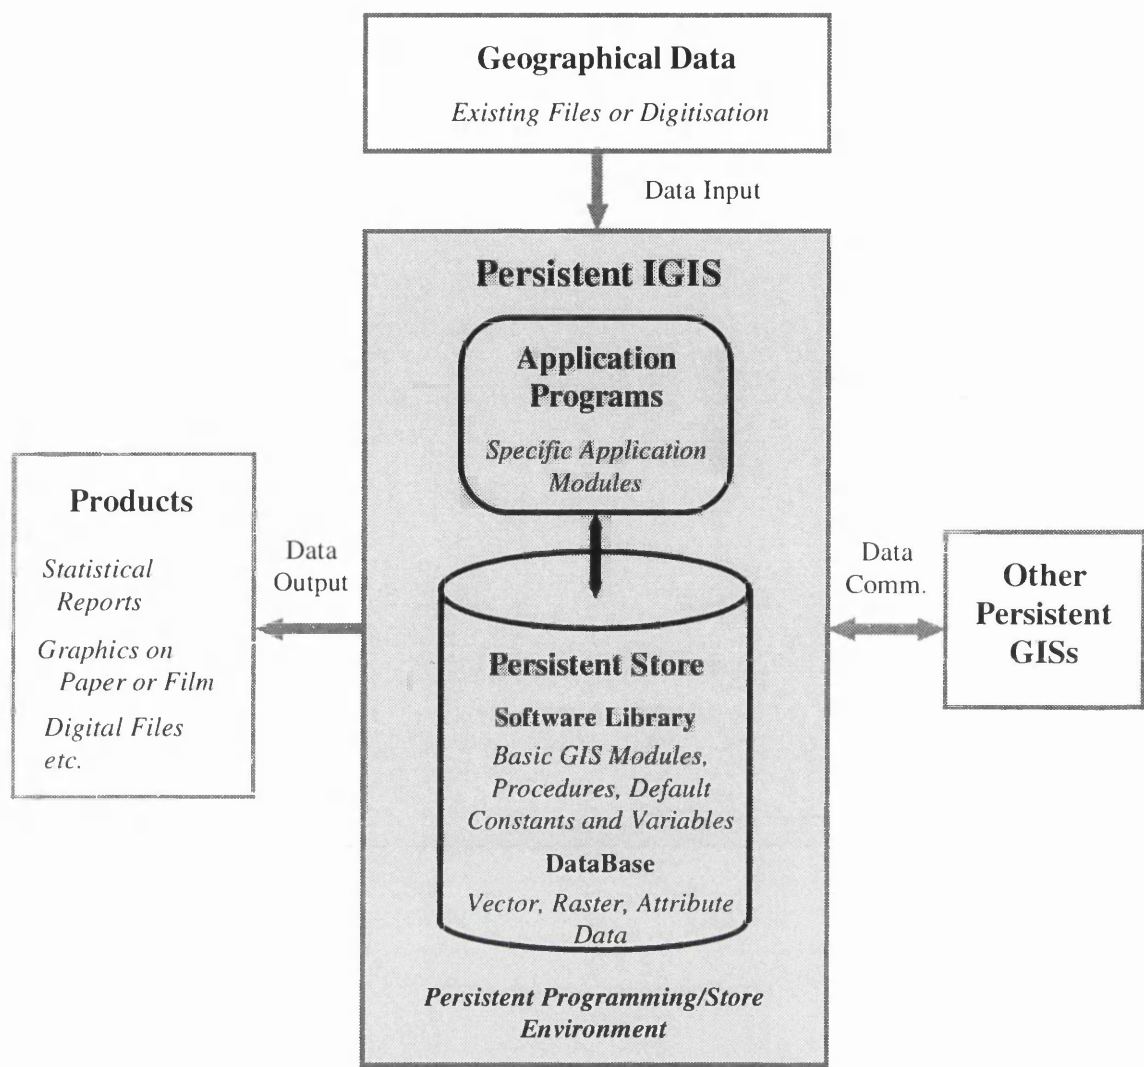 Geographical Data
Existing Files or Digitisation
Data Input
Persistent IGIS
Application
Programs
Specific Application
Modules
Products
Statistical
Reports
Graphics on
Paper or Film
Digital Files
etc.
Data
Output
Data
Comm.
Other
Persistent
GISs
Persistent Store
Software Library
Basic GIS Modules,
Procedures, Default
Constants and Variables
DataBase
Vector, Raster, Attribute
Data
Persistent Programming/Store
Environment